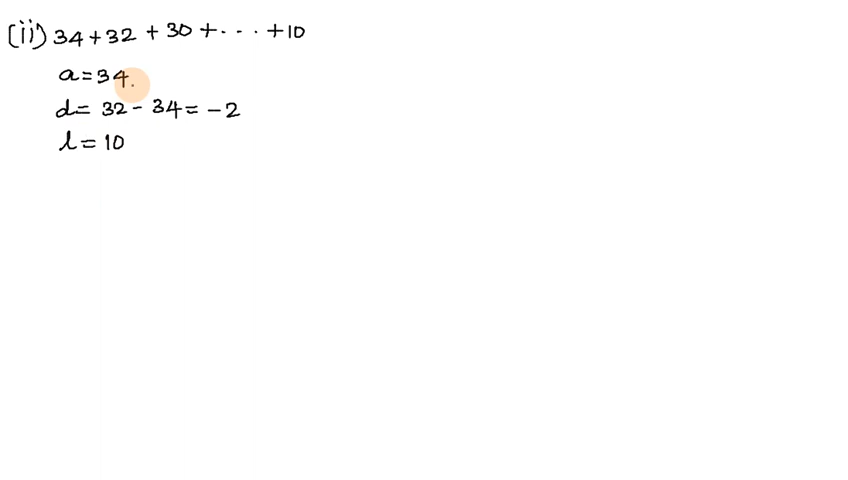 (ii) 34 + 32 + 30 + . . . + 10
a = 34.
d = 32 - 34 = -2
l = 10